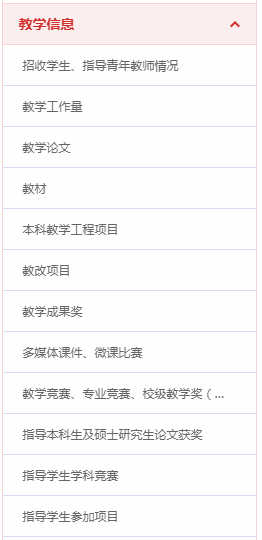 教学信息
招收学生、指导青年教师情况
教学工作量
教学论文
教材
本科教学工程项目
教改项目
教学成果奖
多媒体课件、微课比赛
教学竞赛、专业竞赛、校级教学奖（...
指导本科生及硕士研究生论文获奖
指导学生学科竞赛
指导学生参加项目